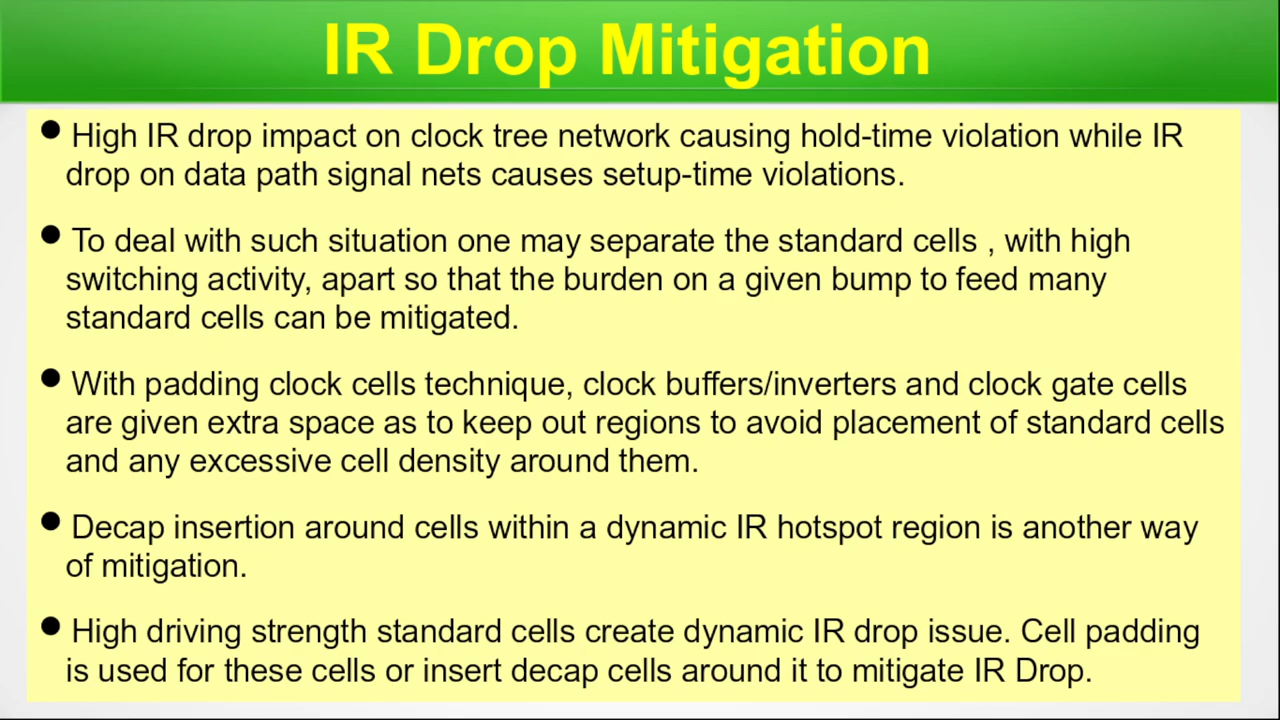 IR Drop Mitigation
● High IR drop impact on clock tree network causing hold-time violation while IR
drop on data path signal nets causes setup-time violations.
● To deal with such situation one may separate the standard cells , with high
switching activity, apart so that the burden on a given bump to feed many
standard cells can be mitigated.
● With padding clock cells technique, clock buffers/inverters and clock gate cells
are given extra space as to keep out regions to avoid placement of standard cells
and any excessive cell density around them.
● Decap insertion around cells within a dynamic IR hotspot region is another way
of mitigation.
● High driving strength standard cells create dynamic IR drop issue. Cell padding
is used for these cells or insert decap cells around it to mitigate IR Drop.